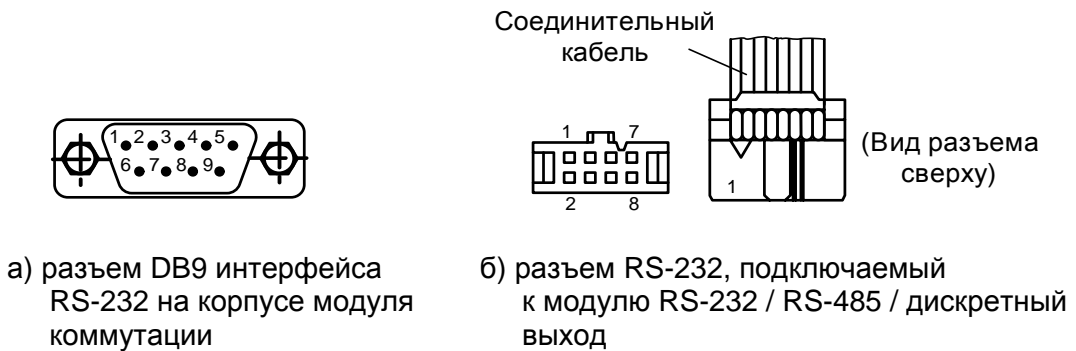 Соединительный
кабель
1 2 3 4 5
6 7 8 9
1 7
2 8
1
(Вид разъема
сверху)
а) разъем DB9 интерфейса
RS-232 на корпусе модуля
коммутации
б) разъем RS-232, подключаемый
к модулю RS-232 / RS-485 / дискретный
выход